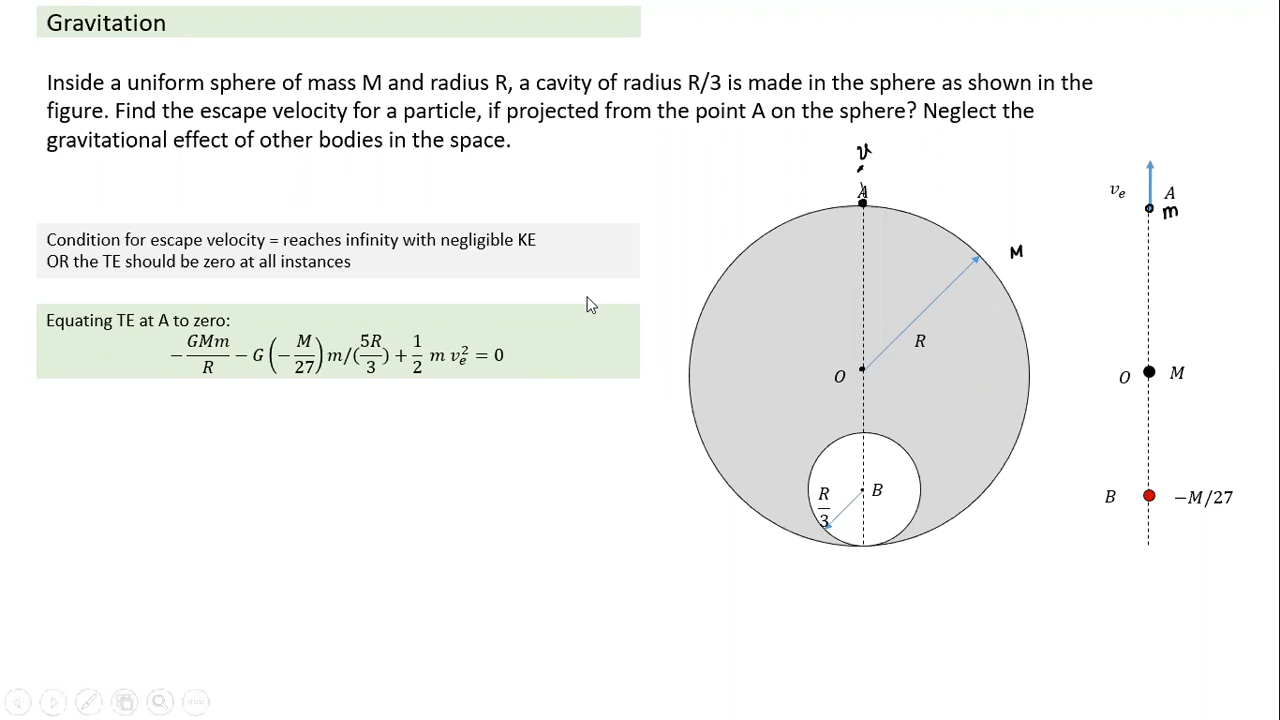 Gravitation
Inside a uniform sphere of mass M and radius R, a cavity of radius R/3 is made in the sphere as shown in the
figure. Find the escape velocity for a particle, if projected from the point A on the sphere? Neglect the
gravitational effect of other bodies in the space.
Condition for escape velocity = reaches infinity with negligible KE
OR the TE should be zero at all instances
Equating TE at A to zero:
− GMm/R − G(−M/27)m/(5R/3) + 1/2 m v_e^2 = 0
v
A
M
R
O
B
R/3
v_e
A
m
O
M
B
−M/27